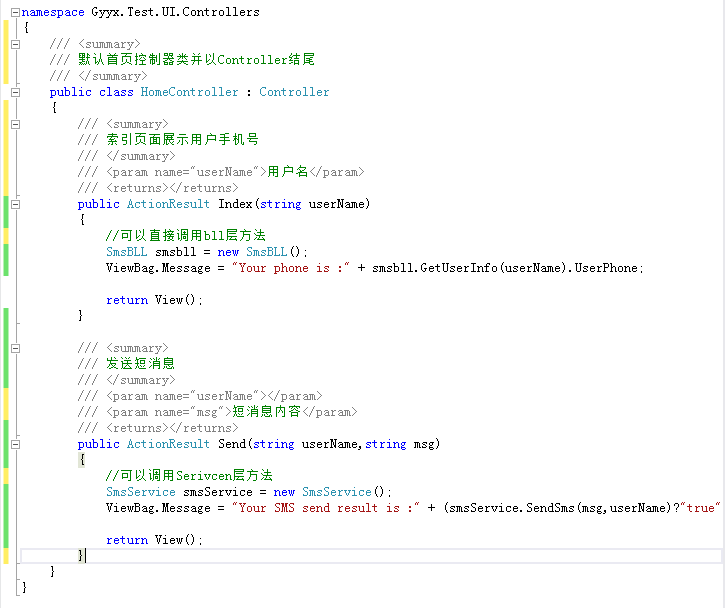 namespace Gyyx.Test.UI.Controllers
{
/// <summary>
/// 默认首页控制器类并以Controller结尾
/// </summary>
public class HomeController : Controller
{
/// <summary>
/// 索引页面展示用户手机号
/// </summary>
/// <param name="userName">用户名</param>
/// <returns></returns>
public ActionResult Index(string userName)
{
//可以直接调用bll层方法
SmsBLL smsbll = new SmsBLL();
ViewBag.Message = "Your phone is :" + smsbll.GetUserInfo(userName).UserPhone;
return View();
}
/// <summary>
/// 发送短消息
/// </summary>
/// <param name="userName"></param>
/// <param name="msg">短消息内容</param>
/// <returns></returns>
public ActionResult Send(string userName,string msg)
{
//可以调用Serivcen层方法
SmsService smsService = new SmsService();
ViewBag.Message = "Your SMS send result is :" + (smsService.SendSms(msg,userName)?"true"
return View();
}
}
}